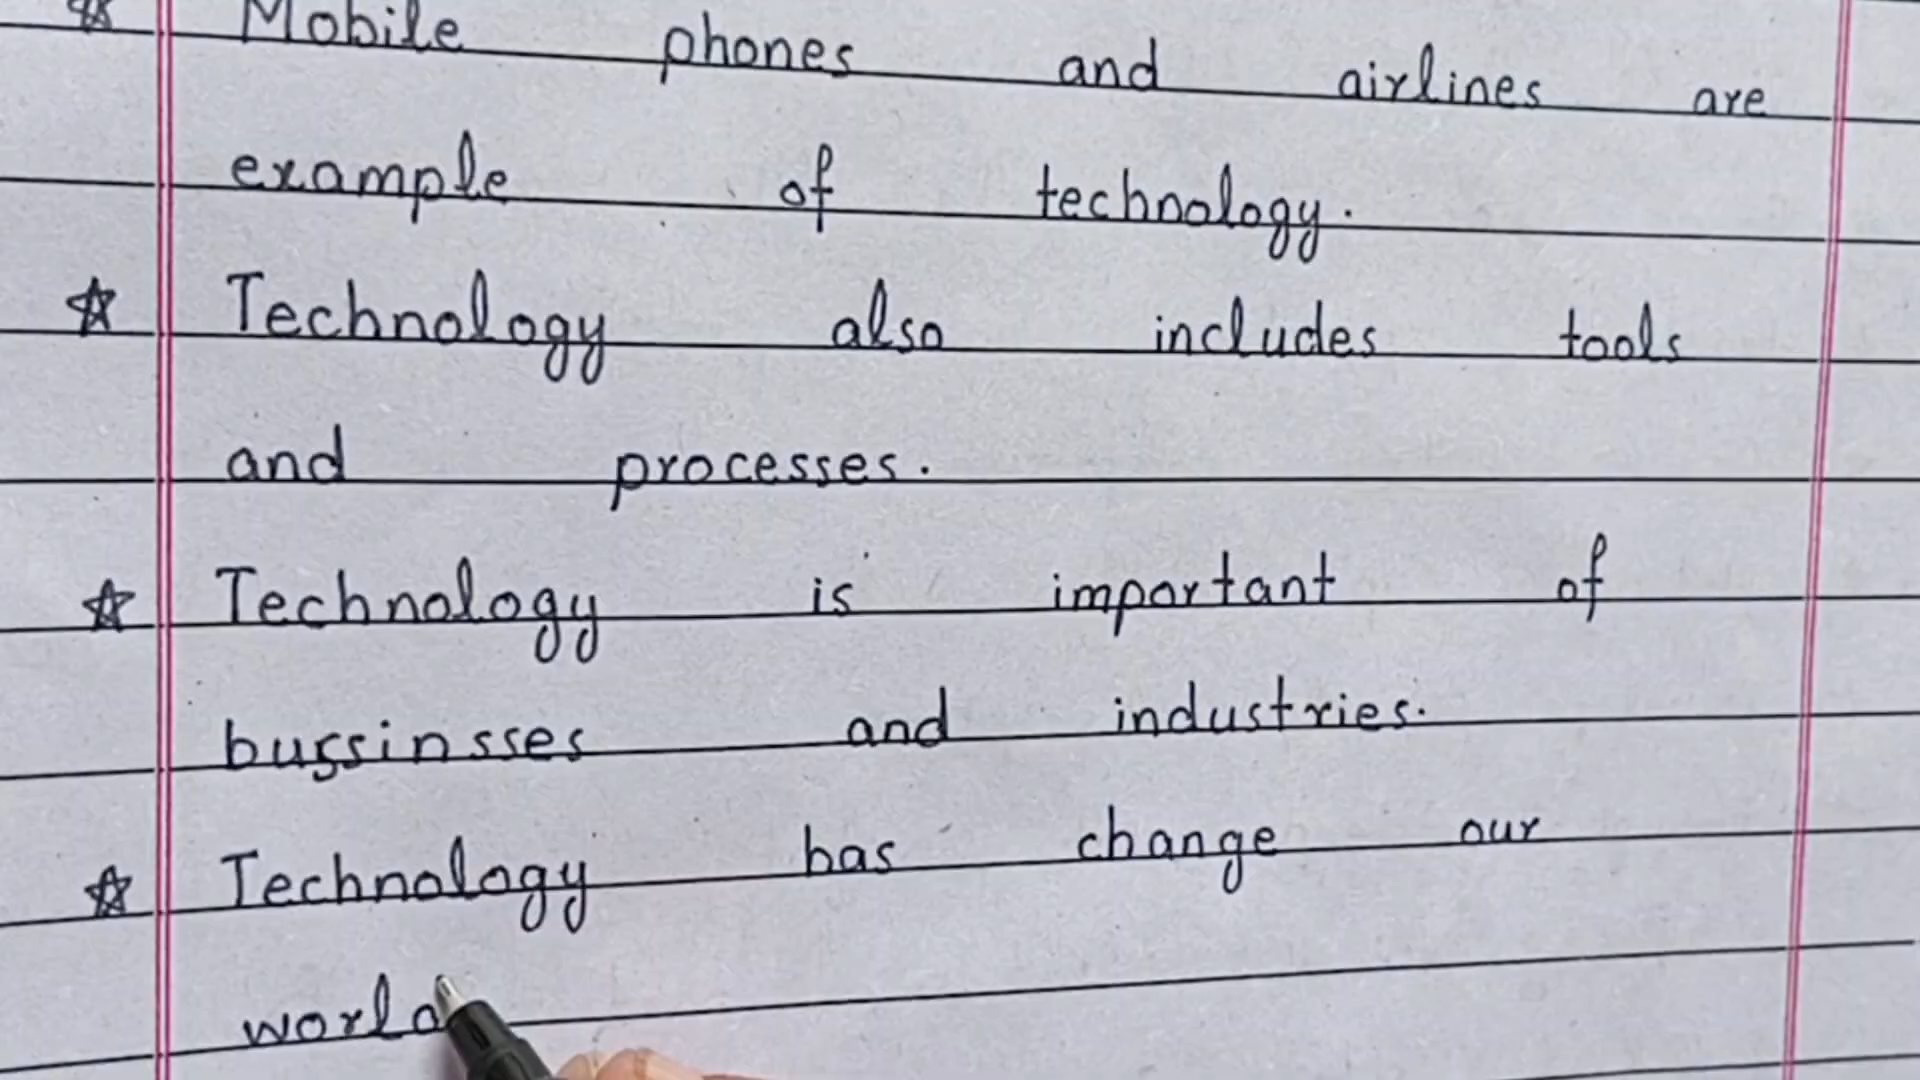 ☆ Mobile phones and airlines are
example of technology.
☆ Technology also includes tools
and processes.
☆ Technology is important of
bussinsses and industries.
☆ Technology has change our
world